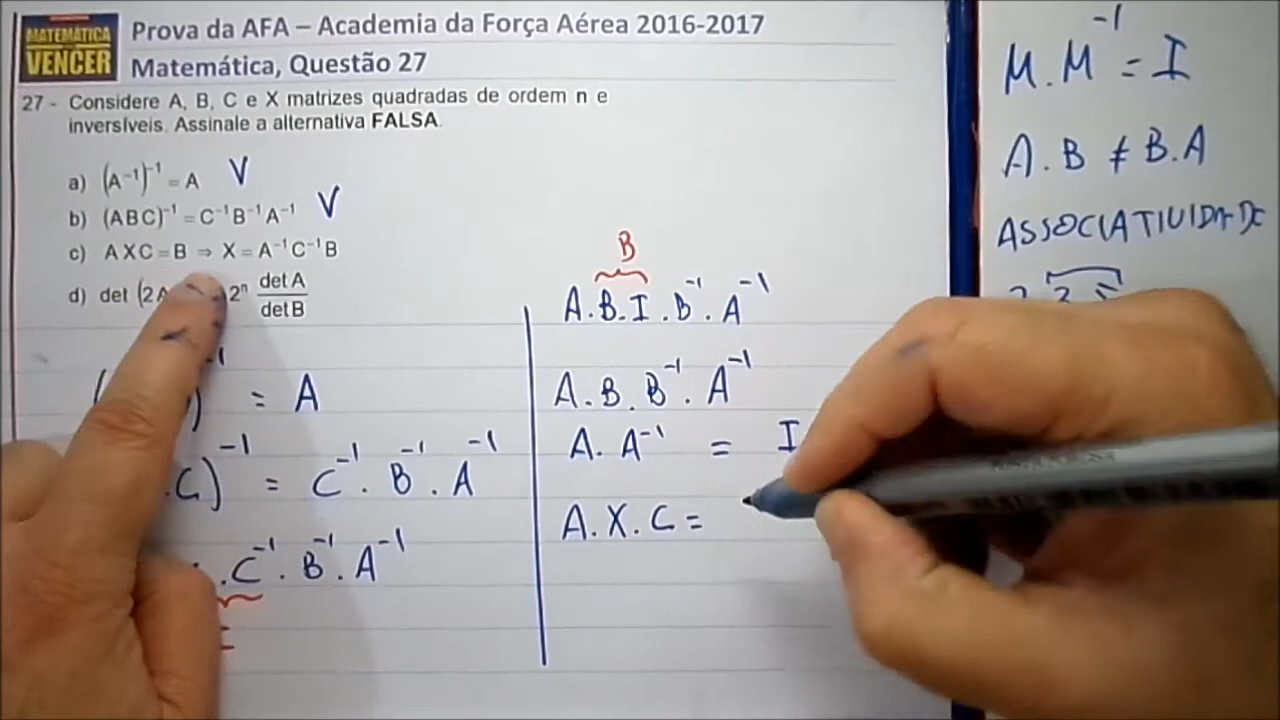 MATEMÁTICA
VENCER
Prova da AFA – Academia da Força Aérea 2016-2017
Matemática, Questão 27
27 - Considere A, B, C e X matrizes quadradas de ordem n e
inversíveis. Assinale a alternativa FALSA.
a) (A⁻¹)⁻¹ = A V
b) (ABC)⁻¹ = C⁻¹B⁻¹A⁻¹ V
c) AXC = B ⇒ X = A⁻¹C⁻¹B
d) det (2A 2ⁿ det A / det B
= A
.C)⁻¹ = C⁻¹ . B⁻¹ . A⁻¹
. C⁻¹ . B⁻¹ . A⁻¹
B
A . B . I . B⁻¹ . A⁻¹
A . B . B⁻¹ . A⁻¹
A . A⁻¹ = I
A . X . C =
M . M⁻¹ = I
A . B ≠ B . A
ASSOCIATIVIDADE